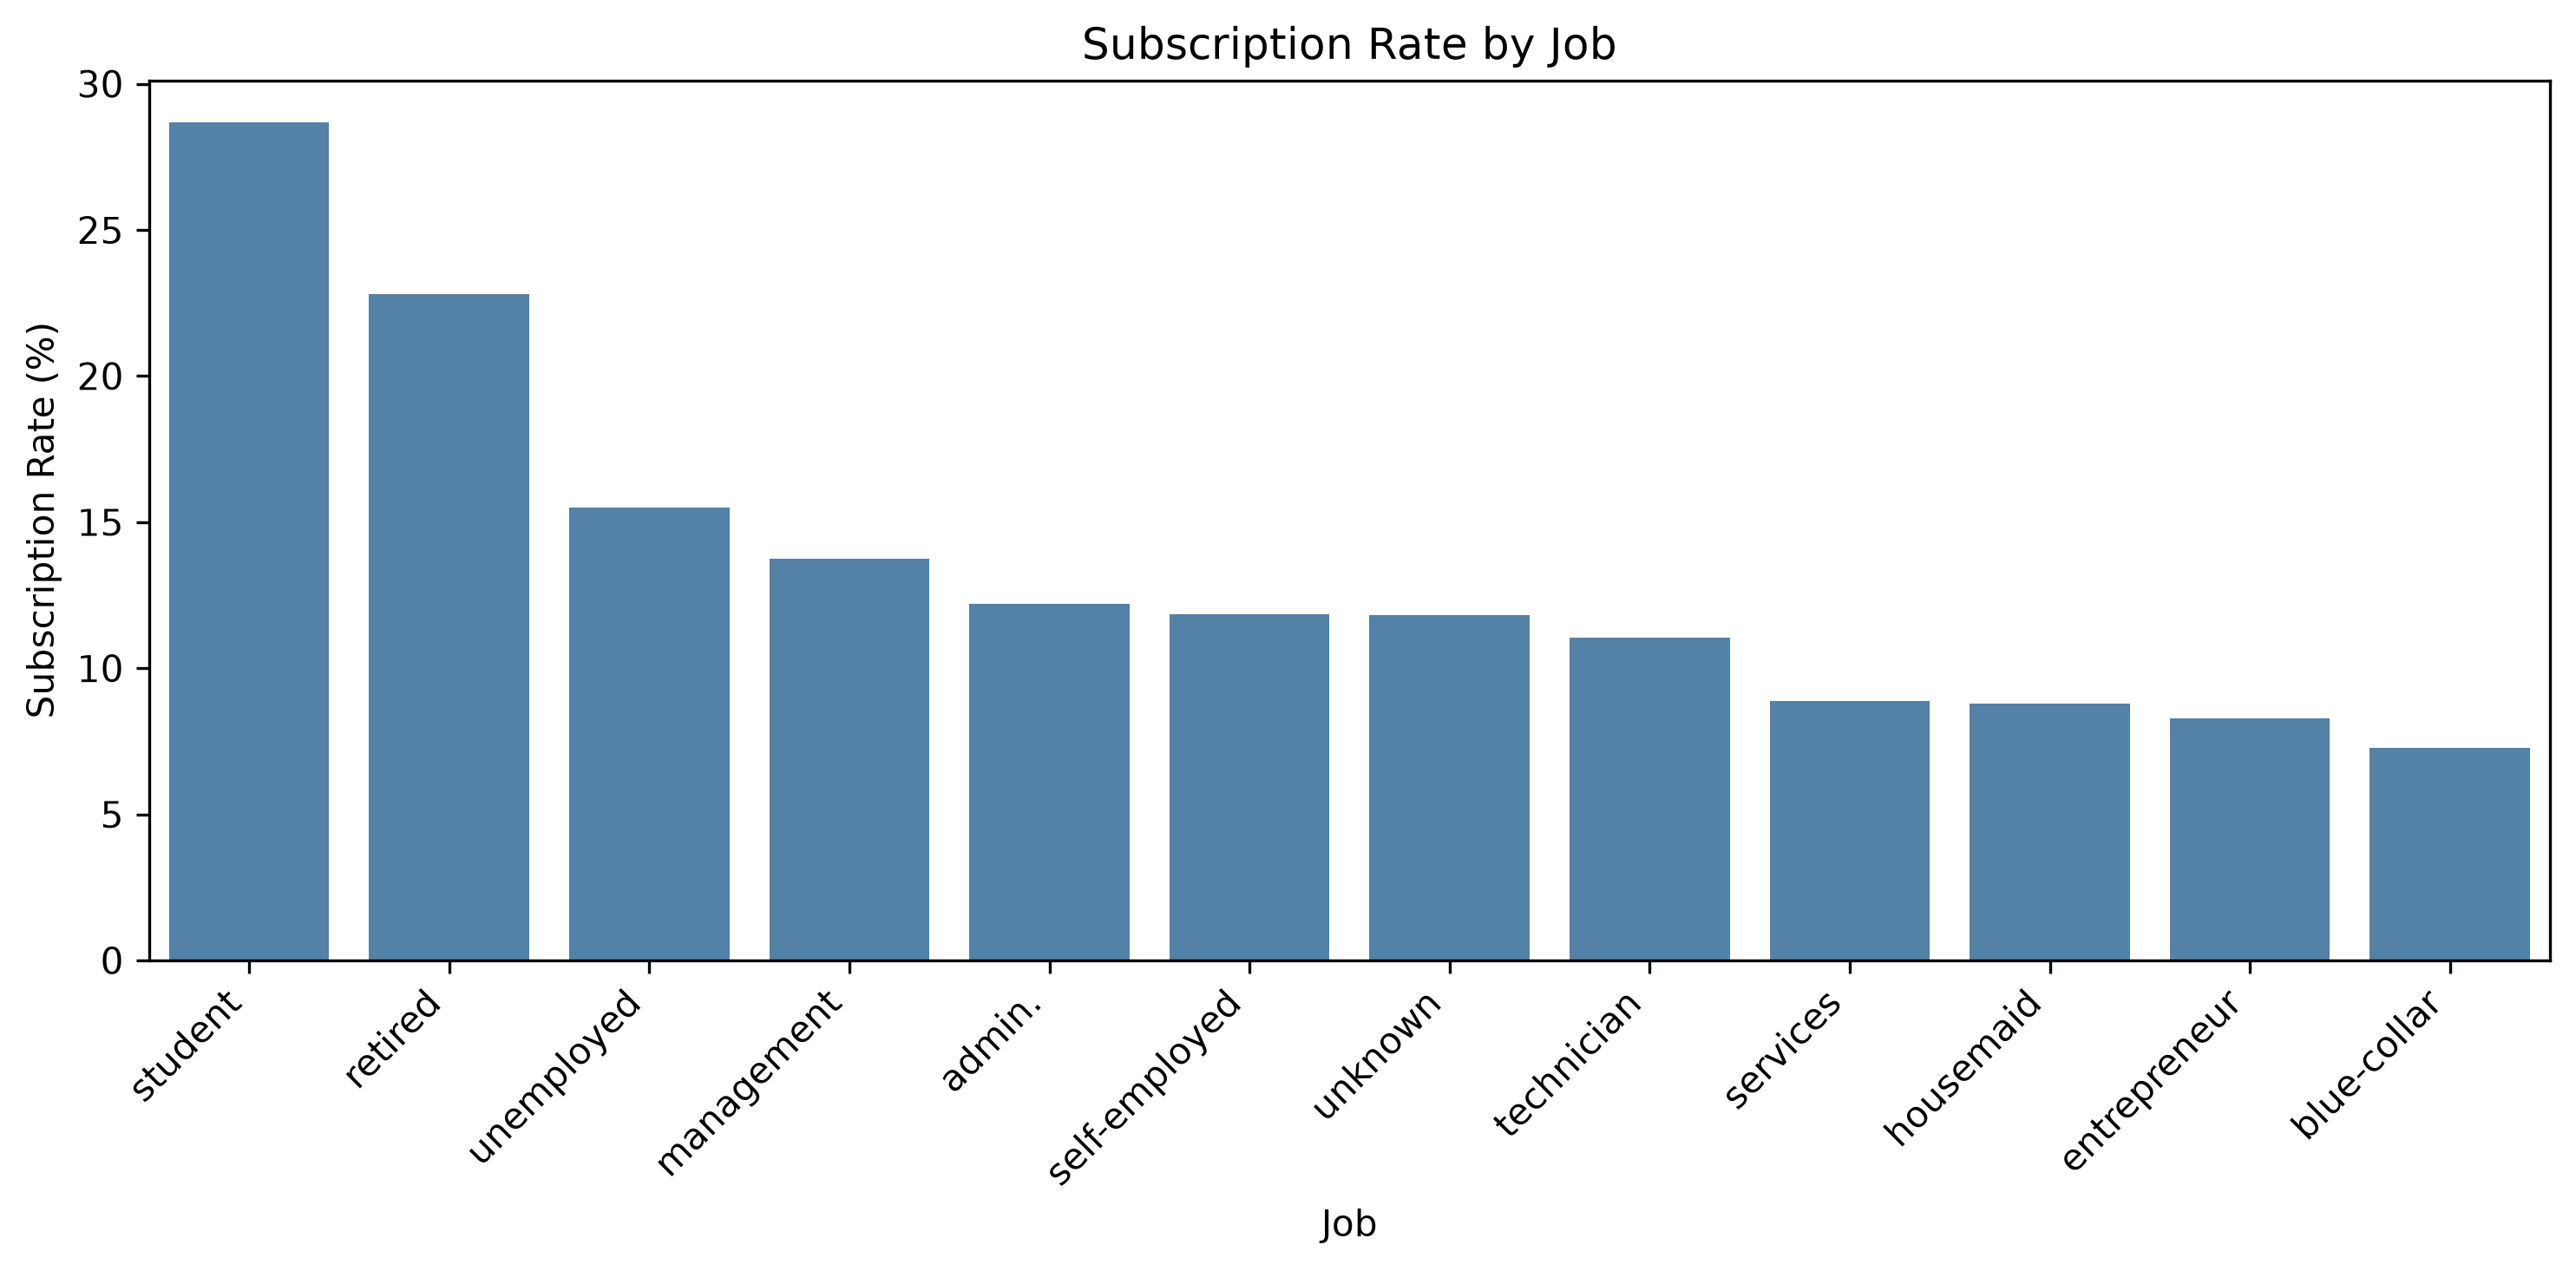 Subscription Rate by Job
Subscription Rate (%)
30
25
20
15
10
5
0
student
retired
unemployed
management
admin.
self-employed
unknown
technician
services
housemaid
entrepreneur
blue-collar
Job